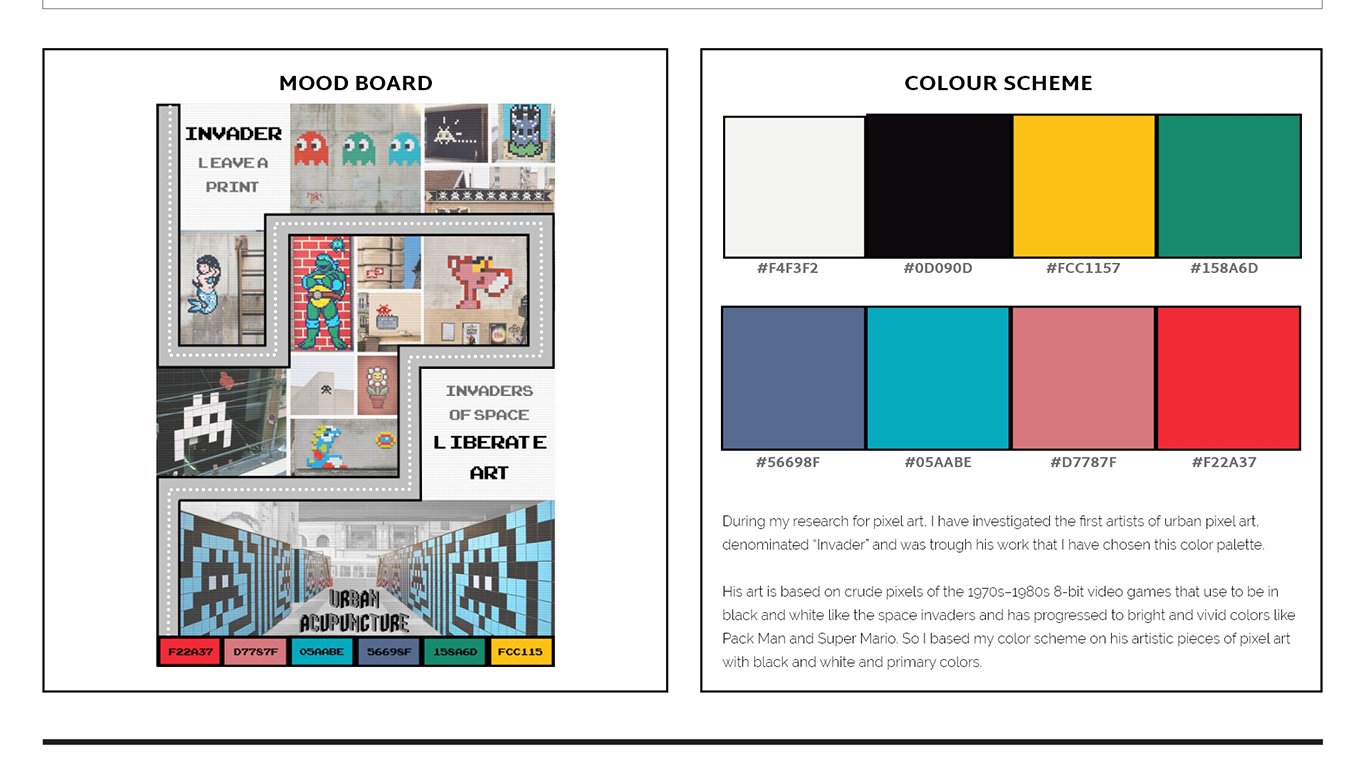 MOOD BOARD
INVADER
LEAVE A
PRINT
INVADERS
OF SPACE
LIBERATE
ART
URBAN
ACUPUNCTURE
F22A37 D7787F 05AABE 56698F 158A6D FCC115
COLOUR SCHEME
#F4F3F2 #0D090D #FCC1157 #158A6D
#56698F #05AABE #D7787F #F22A37
During my research for pixel art, I have investigated the first artists of urban pixel art,
denominated “Invader” and was trough his work that I have chosen this color palette.
His art is based on crude pixels of the 1970s–1980s 8-bit video games that use to be in
black and white like the space invaders and has progressed to bright and vivid colors like
Pack Man and Super Mario. So I based my color scheme on his artistic pieces of pixel art
with black and white and primary colors.